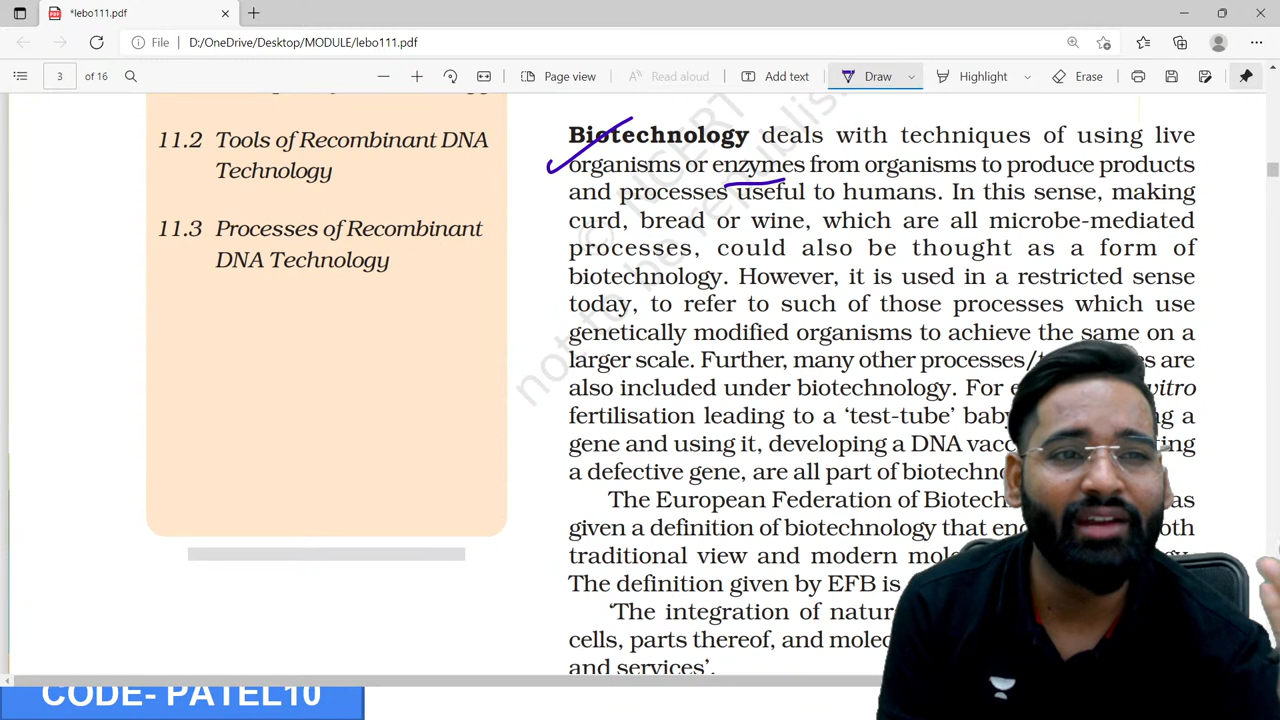 *lebo111.pdf
File D:/OneDrive/Desktop/MODULE/lebo111.pdf
3 of 16 Page view Read aloud Add text Draw Highlight Erase
11.2 Tools of Recombinant DNA
Technology
11.3 Processes of Recombinant
DNA Technology
Biotechnology deals with techniques of using live
organisms or enzymes from organisms to produce products
and processes useful to humans. In this sense, making
curd, bread or wine, which are all microbe-mediated
processes, could also be thought as a form of
biotechnology. However, it is used in a restricted sense
today, to refer to such of those processes which use
genetically modified organisms to achieve the same on a
larger scale. Further, many other processes/ are
also included under biotechnology. For vitro
fertilisation leading to a ‘test-tube’ a
gene and using it, developing a DNA
a defective gene, are all part of
The European Federation of
given a definition of biotechnology that
traditional view and modern
The definition given by EFB is
‘The integration of
cells, parts thereof, and
and services’.
© NCERT
not to be
CODE- PATEL10